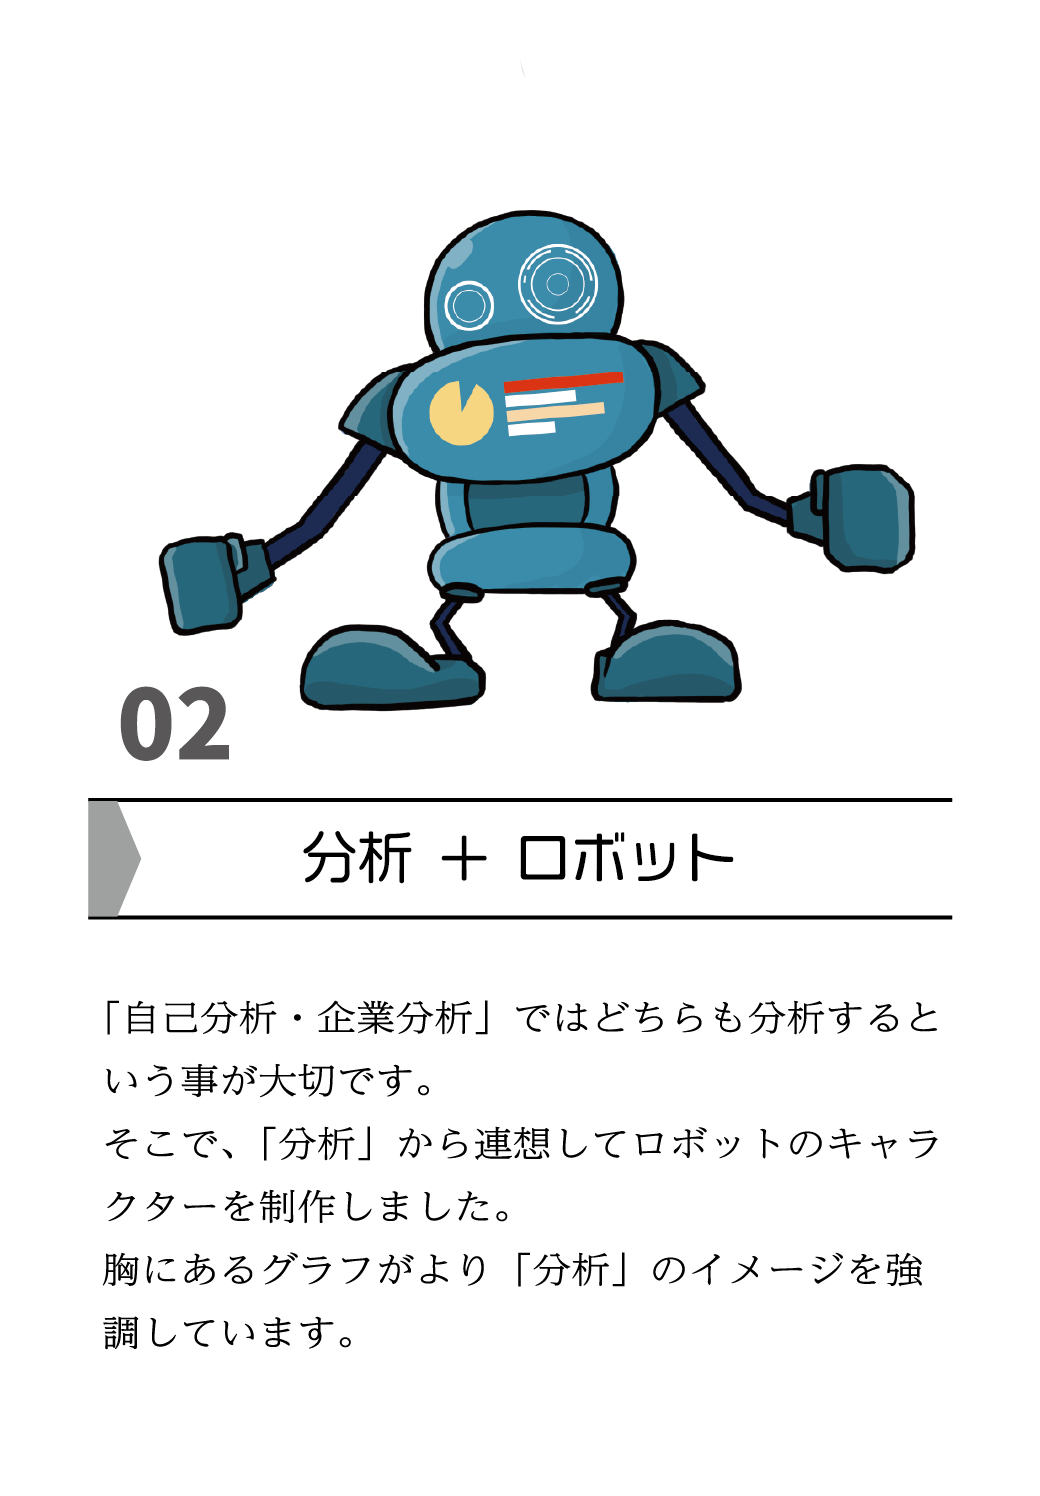 02
分析 ＋ ロボット
「自己分析・企業分析」ではどちらも分析すると
いう事が大切です。
そこで、「分析」から連想してロボットのキャラ
クターを制作しました。
胸にあるグラフがより「分析」のイメージを強
調しています。